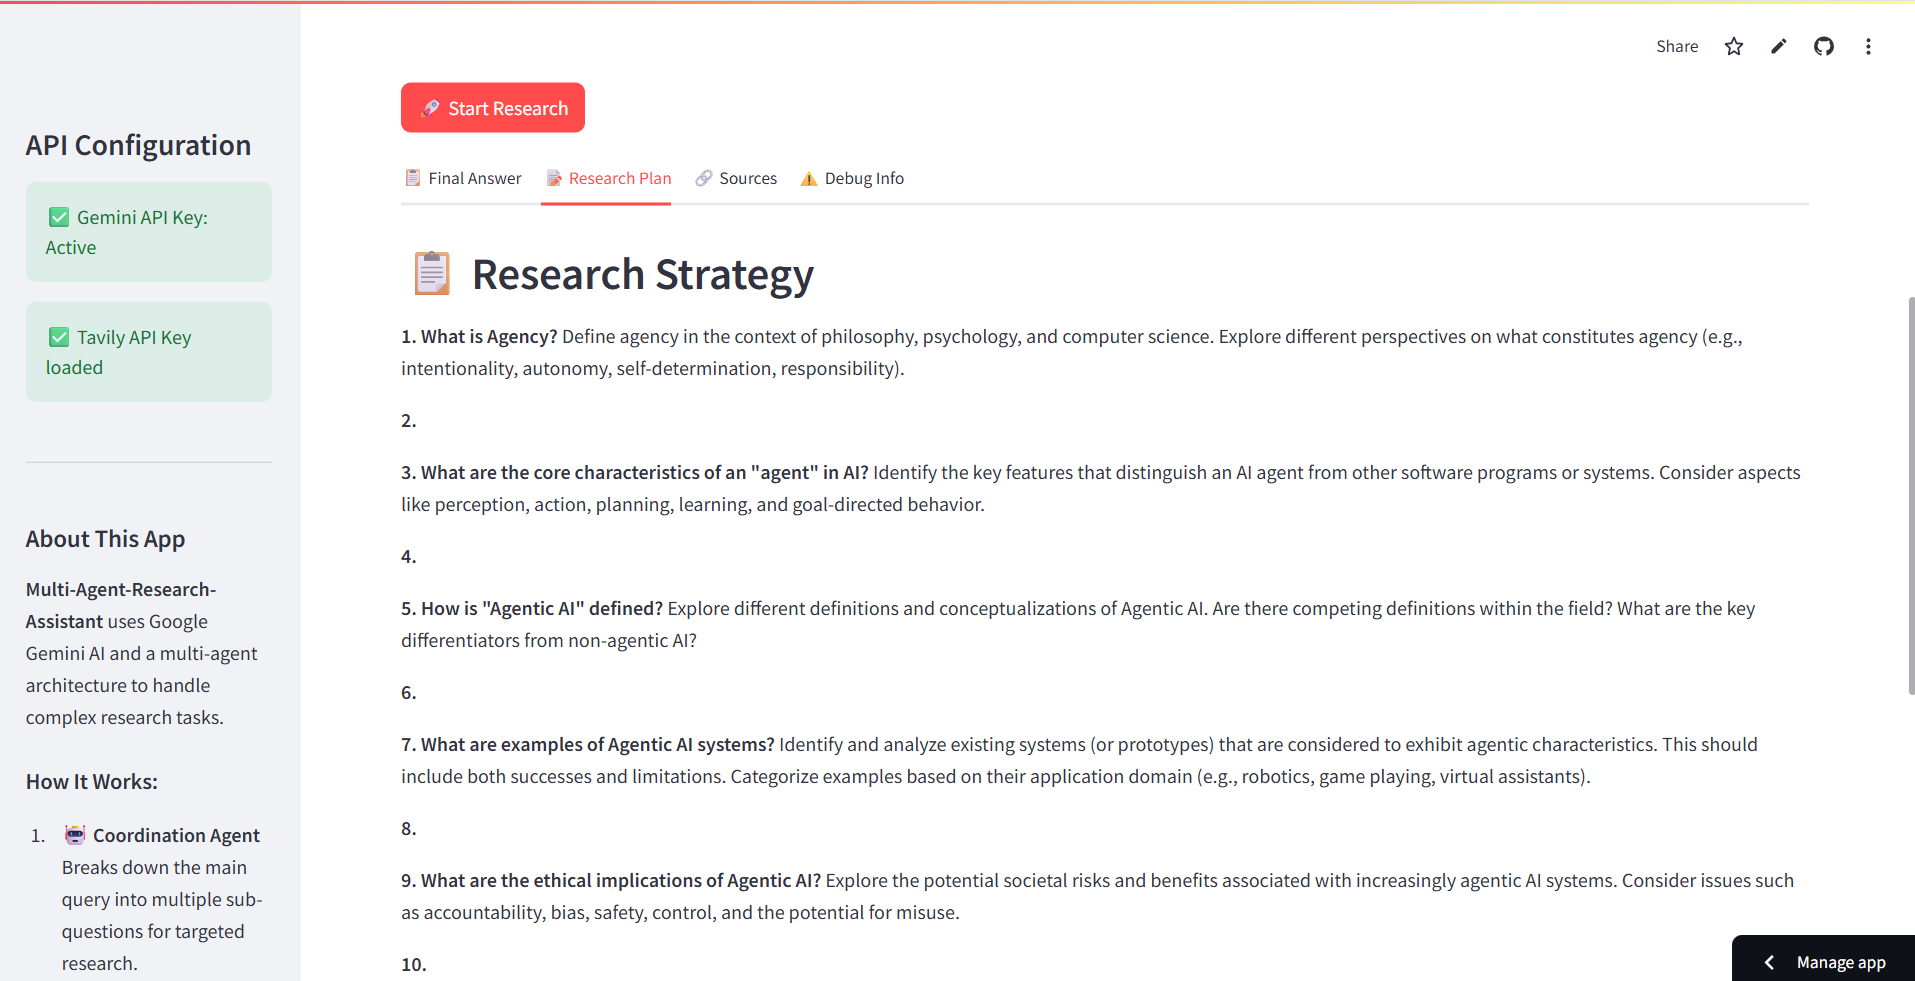 Share
Start Research
Final Answer
Research Plan
Sources
Debug Info
API Configuration
Gemini API Key:
Active
Tavily API Key
loaded
About This App
Multi-Agent-Research-
Assistant uses Google
Gemini AI and a multi-agent
architecture to handle
complex research tasks.
How It Works:
1. Coordination Agent
Breaks down the main
query into multiple sub-
questions for targeted
research.
Research Strategy
1. What is Agency? Define agency in the context of philosophy, psychology, and computer science. Explore different perspectives on what constitutes agency (e.g.,
intentionality, autonomy, self-determination, responsibility).
2.
3. What are the core characteristics of an "agent" in AI? Identify the key features that distinguish an AI agent from other software programs or systems. Consider aspects
like perception, action, planning, learning, and goal-directed behavior.
4.
5. How is "Agentic AI" defined? Explore different definitions and conceptualizations of Agentic AI. Are there competing definitions within the field? What are the key
differentiators from non-agentic AI?
6.
7. What are examples of Agentic AI systems? Identify and analyze existing systems (or prototypes) that are considered to exhibit agentic characteristics. This should
include both successes and limitations. Categorize examples based on their application domain (e.g., robotics, game playing, virtual assistants).
8.
9. What are the ethical implications of Agentic AI? Explore the potential societal risks and benefits associated with increasingly agentic AI systems. Consider issues such
as accountability, bias, safety, control, and the potential for misuse.
10.
Manage app